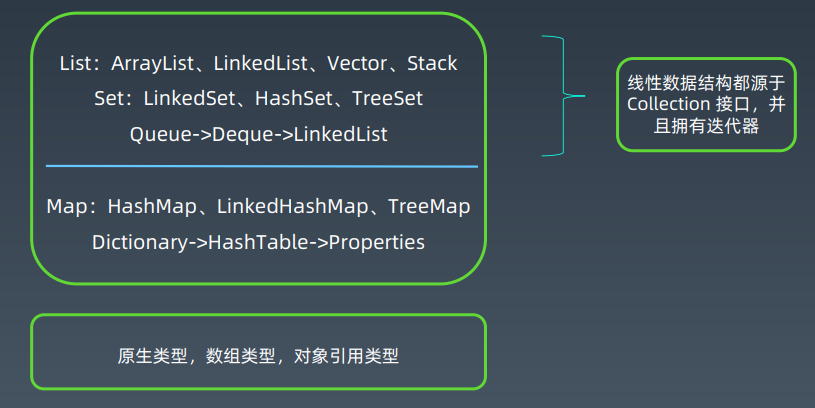 List：ArrayList、LinkedList、Vector、Stack
Set：LinkedSet、HashSet、TreeSet
Queue->Deque->LinkedList
Map：HashMap、LinkedHashMap、TreeMap
Dictionary->HashTable->Properties
线性数据结构都源于
Collection 接口，并
且拥有迭代器
原生类型，数组类型，对象引用类型